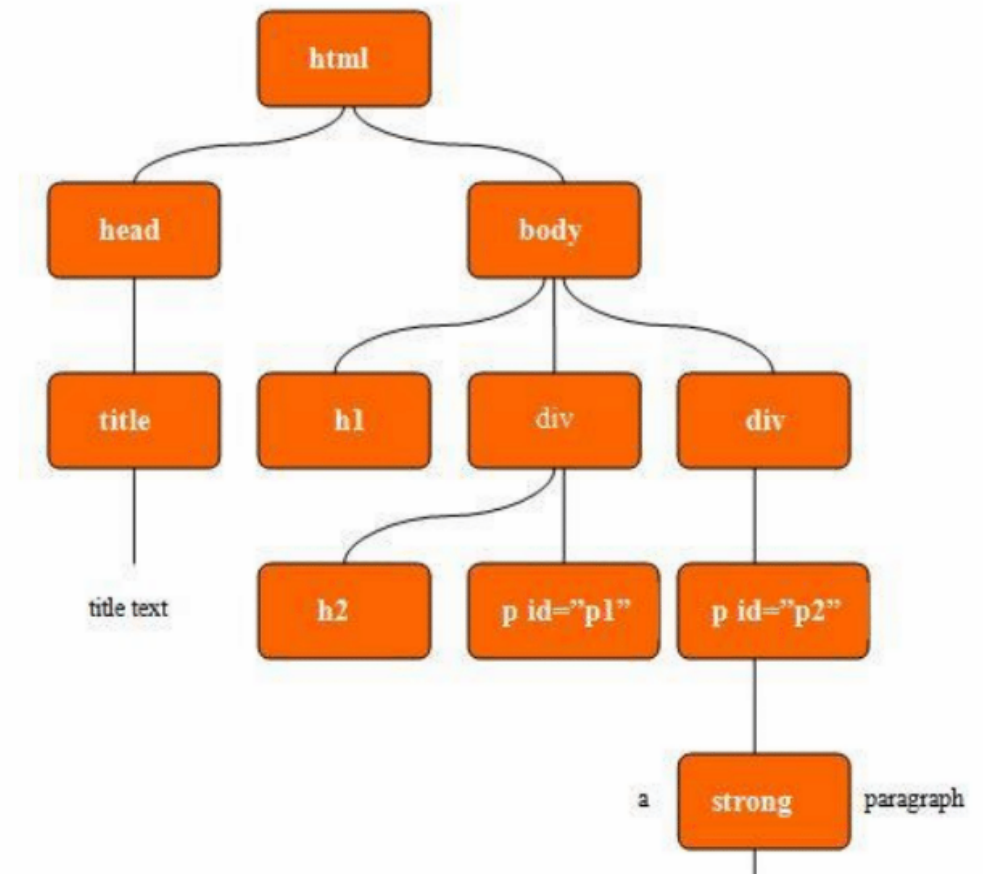 html
head
body
title
h1
div
div
title text
h2
p id=”p1”
p id=”p2”
a
strong
paragraph